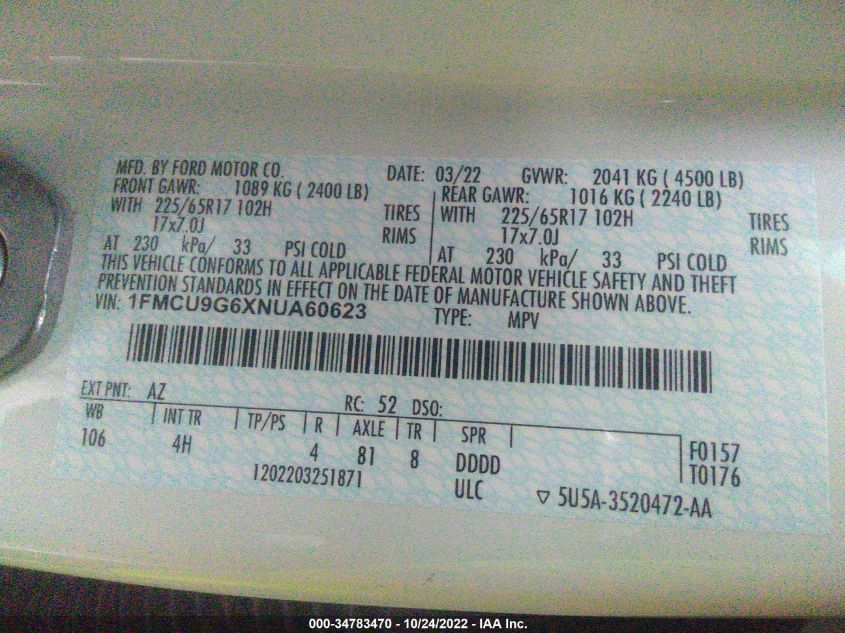 MFD. BY FORD MOTOR CO. DATE: 03/22 GVWR: 2041 KG ( 4500 LB)
FRONT GAWR: 1089 KG ( 2400 LB) REAR GAWR: 1016 KG ( 2240 LB)
WITH 225/65R17 102H TIRES WITH 225/65R17 102H TIRES
17x7.0J RIMS 17x7.0J RIMS
AT 230 kPa/ 33 PSI COLD AT 230 kPa/ 33 PSI COLD
THIS VEHICLE CONFORMS TO ALL APPLICABLE FEDERAL MOTOR VEHICLE SAFETY AND THEFT
PREVENTION STANDARDS IN EFFECT ON THE DATE OF MANUFACTURE SHOWN ABOVE.
VIN: 1FMCU9G6XNUA60623 TYPE: MPV
EXT PNT: AZ RC: 52 DSO:
WB INT TR TP/PS R AXLE TR SPR F0157
106 4H 4 81 8 DDDD T0176
1202203251871 ULC 5U5A-3520472-AA
000-34783470 - 10/24/2022 - IAA Inc.